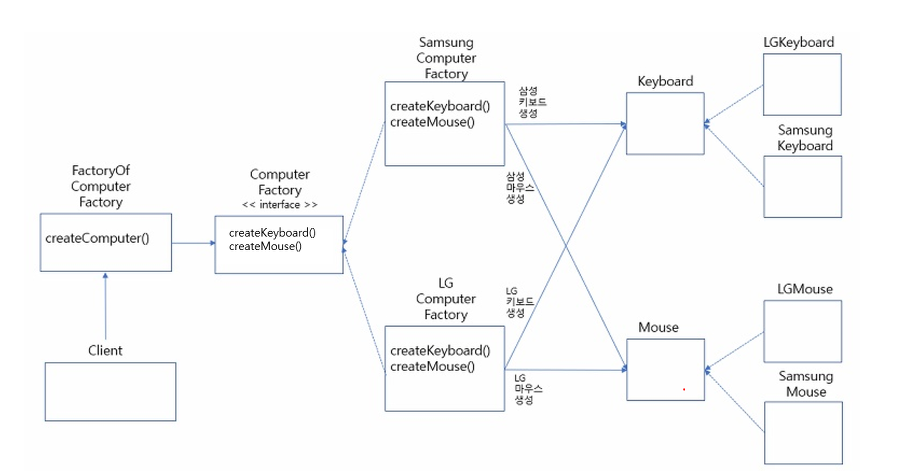 FactoryOf
Computer
Factory
createComputer()
Client
Computer
Factory
<< interface >>
createKeyboard()
createMouse()
Samsung
Computer
Factory
createKeyboard()
createMouse()
삼성
키보드
생성
삼성
마우스
생성
LG
Computer
Factory
createKeyboard()
createMouse()
LG
키보드
생성
LG
마우스
생성
Keyboard
Mouse
LGKeyboard
Samsung
Keyboard
LGMouse
Samsung
Mouse